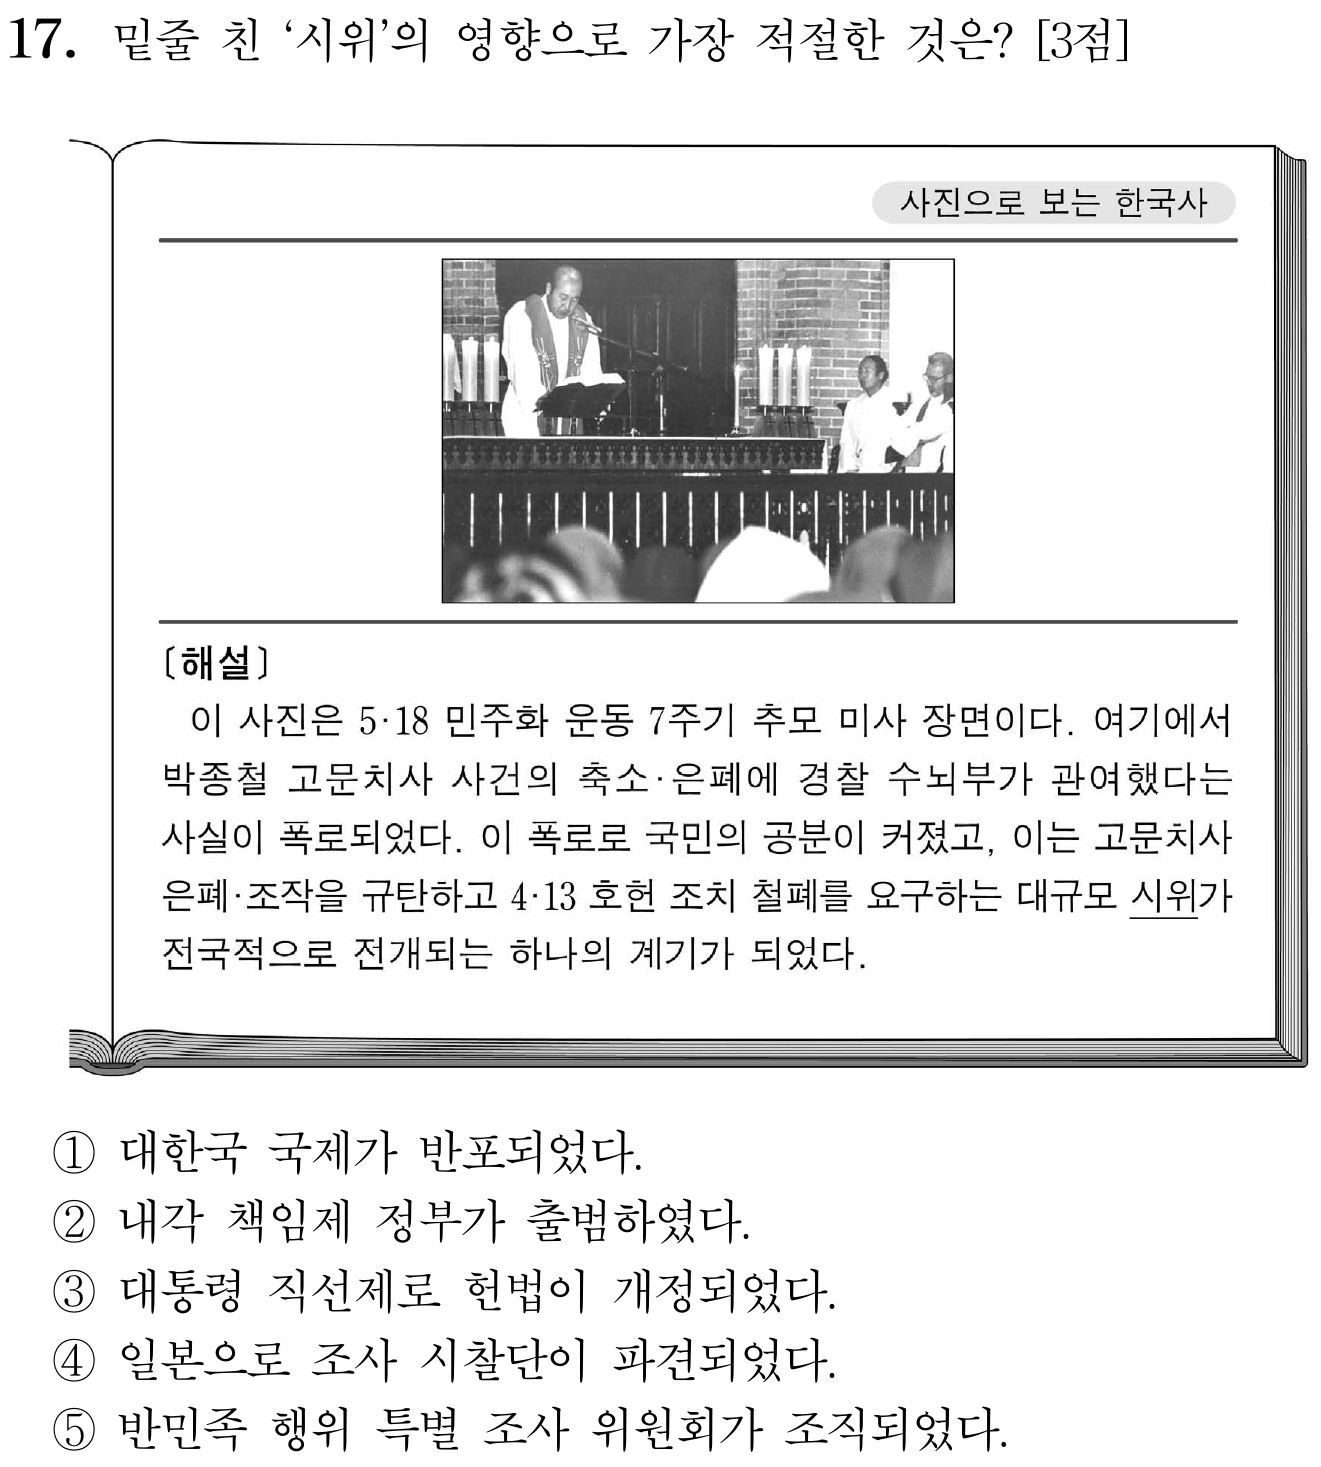 17. 밑줄 친 ‘시위’의 영향으로 가장 적절한 것은? [3점]
사진으로 보는 한국사
〔해설〕
이 사진은 5·18 민주화 운동 7주기 추모 미사 장면이다. 여기에서
박종철 고문치사 사건의 축소·은폐에 경찰 수뇌부가 관여했다는
사실이 폭로되었다. 이 폭로로 국민의 공분이 커졌고, 이는 고문치사
은폐·조작을 규탄하고 4·13 호헌 조치 철폐를 요구하는 대규모 시위가
전국적으로 전개되는 하나의 계기가 되었다.
① 대한국 국제가 반포되었다.
② 내각 책임제 정부가 출범하였다.
③ 대통령 직선제로 헌법이 개정되었다.
④ 일본으로 조사 시찰단이 파견되었다.
⑤ 반민족 행위 특별 조사 위원회가 조직되었다.